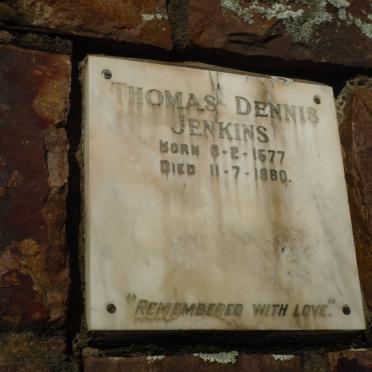 THOMAS DENNIS
JENKINS
BORN 8-2-1877
DIED 11-7-1960.
"REMEMBERED WITH LOVE."